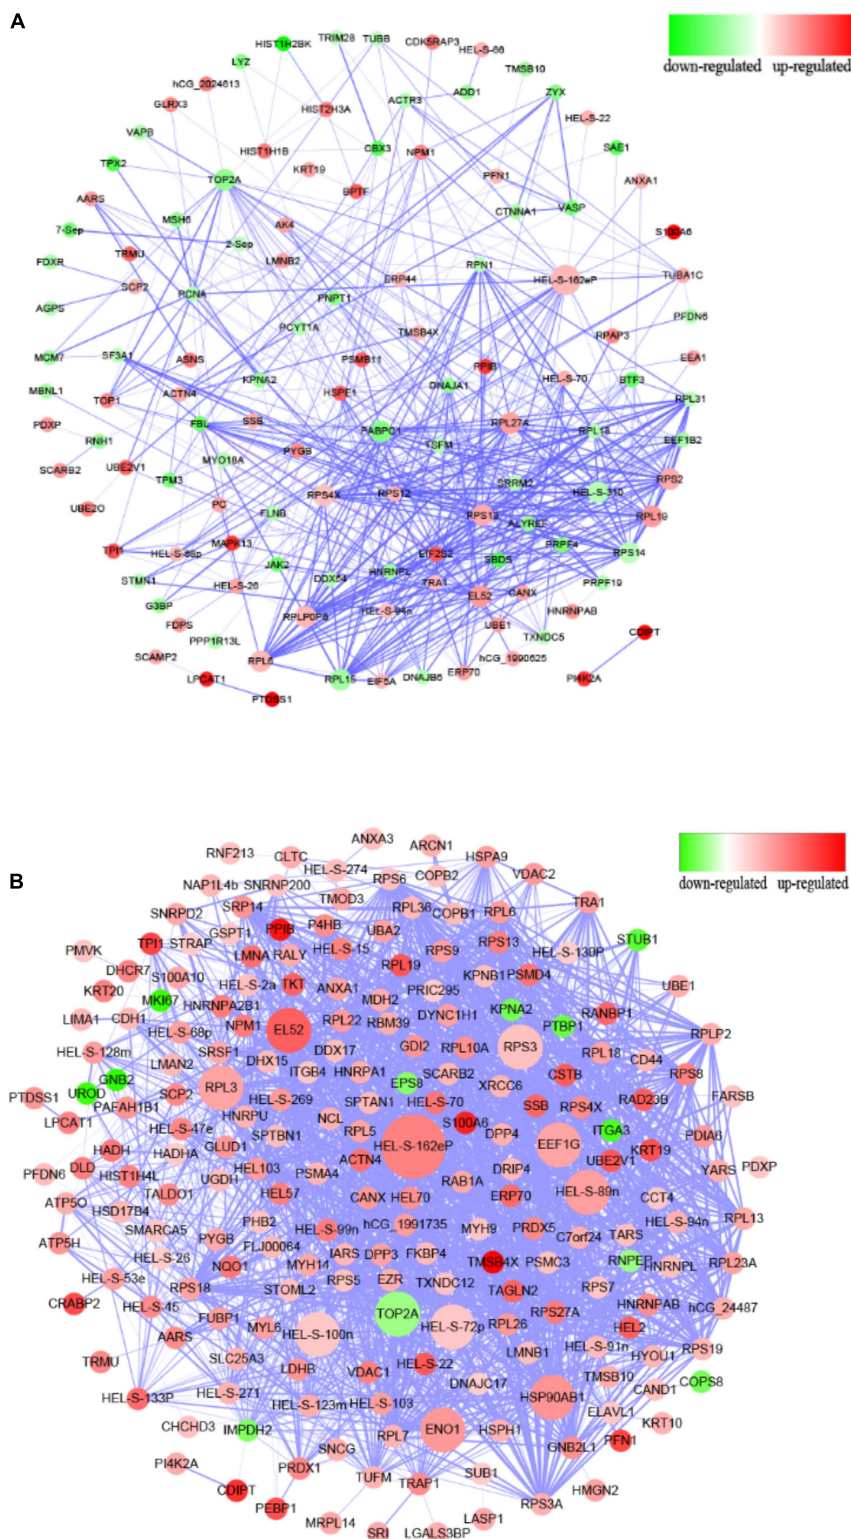 A
down-regulated up-regulated
HIST1H2BK
TRIM28
TUBB
CDK5RAP3
HEL-S-66
LYZ
TMSB10
hCG_2024613
GLRX3
HIST2H3A
ACTR3
ADD1
ZYX
HEL-S-22
VAPB
HIST1H1B
CBX3
NPM1
SAE1
TPX2
KRT19
PFN1
ANXA1
TOP2A
BPTF
CTNNA1
VASP
AARS
MSH6
AK4
S100A6
7-Sep
2-Sep
TRMU
LMNB2
FDXR
SCP2
PCNA
PNPT1
ERP44
RPN1
HEL-S-162eP
TUBA1C
AGPS
PCYT1A
TMSB4X
PFDN6
RPAP3
MCM7
SF3A1
ASNS
PSMB11
PPIB
EEA1
MBNL1
TOP1
ACTN4
KPNA2
HSPE1
DNAJA1
HEL-S-70
BTF3
RPL31
PDXP
FBL
SSB
PABPC1
RPL27A
RPL18
EEF1B2
RNH1
MYO18A
PYGB
TSFM
SCARB2
UBE2V1
TPM3
RPS4X
RPS12
SRRM2
HEL-S-310
RPS2
UBE2O
PC
FLNB
RPS13
ALYREF
RPL19
TPI1
HEL-S-68p
MAPK13
EIF2S2
SBDS
PRPF4
RPS14
STMN1
HEL-S-26
JAK2
DDX54
HNRNPL
TRA1
PRPF19
G3BP
RPLP0P6
HEL-S-94n
EL52
CANX
HNRNPAB
FDPS
UBE1
TXNDC5
PPP1R13L
SCAMP2
RPL6
hCG_1990625
CDIPT
LPCAT1
RPL15
EIF5A
DNAJB6
ERP70
PI4K2A
PTDSS1
B
down-regulated up-regulated
RNF213
CLTC
ANXA3
ARCN1
HSPA9
HEL-S-274
COPB2
VDAC2
NAP1L4b
SNRNP200
RPS6
TRA1
SNRPD2
SRP14
TMOD3
RPL36
COPB1
RPL6
GSPT1
PPIB
P4HB
UBA2
STUB1
TPI1
STRAP
HEL-S-15
RPS9
RPS13
HEL-S-130P
PMVK
DHCR7
S100A10
LMNA
RALY
RPL19
KPNB1
PSMD4
UBE1
KRT20
MKI67
HEL-S-2a
TKT
ANXA1
MDH2
PRIC295
KPNA2
RANBP1
LIMA1
CDH1
HNRNPA2B1
NPM1
EL52
RPL22
RBM39
DYNC1H1
PTBP1
RPLP2
HEL-S-68p
HEL-S-128m
SRSF1
DHX15
DDX17
GDI2
RPL10A
RPS3
RPL18
CD44
LMAN2
ITGB4
HNRPA1
SCARB2
CSTB
RPS8
GNB2
UROD
RPL3
EPS8
XRCC6
PTDSS1
PAFAH1B1
SCP2
HEL-S-269
SPTAN1
HEL-S-70
SSB
RPS4X
RAD23B
FARSB
HNRPU
NCL
S100A6
LPCAT1
HEL-S-47e
SPTBN1
RPL5
HEL-S-162eP
DPP4
EEF1G
ITGA3
PDIA6
HADH
HADHA
GLUD1
ACTN4
UBE2V1
KRT19
PFDN6
DLD
HIST1H4L
HEL103
PSMA4
DRIP4
YARS
PDXP
UGDH
RAB1A
ATP5O
TALDO1
HEL57
CANX
HEL70
ERP70
HEL-S-89n
CCT4
HSD17B4
HEL-S-94n
RPL13
SMARCA5
PHB2
HEL-S-99n
hCG_1991735
MYH9
PRDX5
C7orf24
TARS
ATP5H
PYGB
FLJ00064
HEL-S-26
IARS
DPP3
FKBP4
TMSB4X
PSMC3
RNPEP
HNRNPL
RPL23A
NQO1
MYH14
HEL-S-53e
RPS18
STOML2
RPS5
EZR
TXNDC12
RPS7
CRABP2
HEL-S-45
TAGLN2
HNRNPAB
hCG_24487
FUBP1
TOP2A
RPS27A
AARS
MYL6
HEL-S-100n
HEL-S-72p
RPL26
HEL2
HEL-S-91n
RPS19
TRMU
SLC25A3
LMNB1
HYOU1
LDHB
VDAC1
HEL-S-22
TMSB10
COPS8
HEL-S-133P
HEL-S-271
DNAJC17
HEL-S-123m
HEL-S-103
HSP90AB1
CAND1
ELAVL1
CHCHD3
IMPDH2
RPL7
ENO1
HSPH1
KRT10
PFN1
PI4K2A
SNCG
GNB2L1
PRDX1
TUFM
TRAP1
SUB1
CDIPT
HMGN2
PEBP1
RPS3A
MRPL14
SRI
LGALS3BP
LASP1